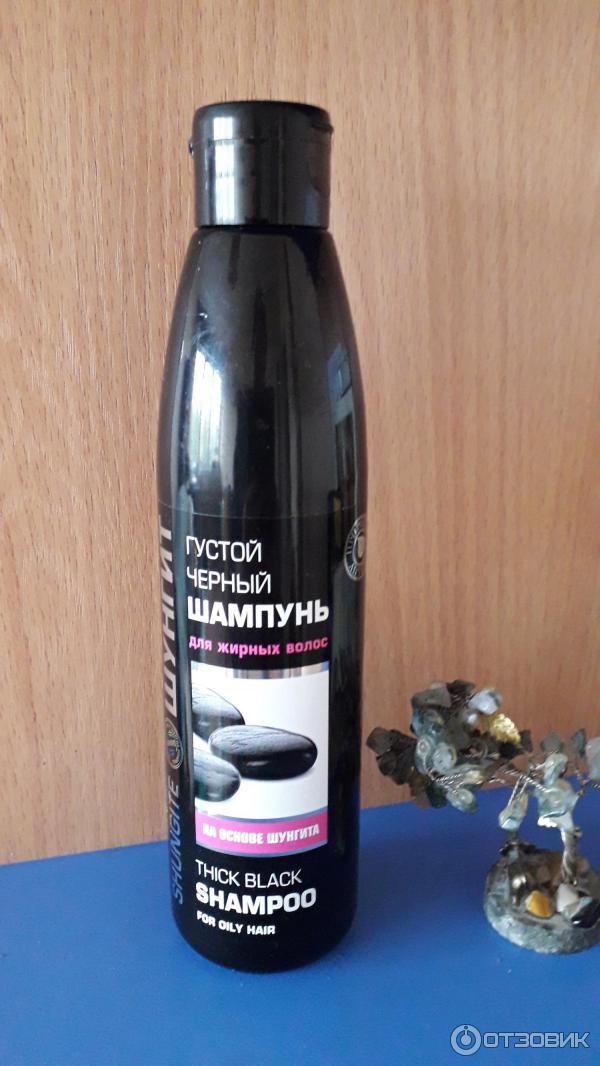 ГУСТОЙ
ЧЕРНЫЙ
ШАМПУНЬ
для жирных волос
НА ОСНОВЕ ШУНГИТА
THICK BLACK
SHAMPOO
FOR OILY HAIR
SHUNGITE ШУНГИТ
ОТЗОВИК